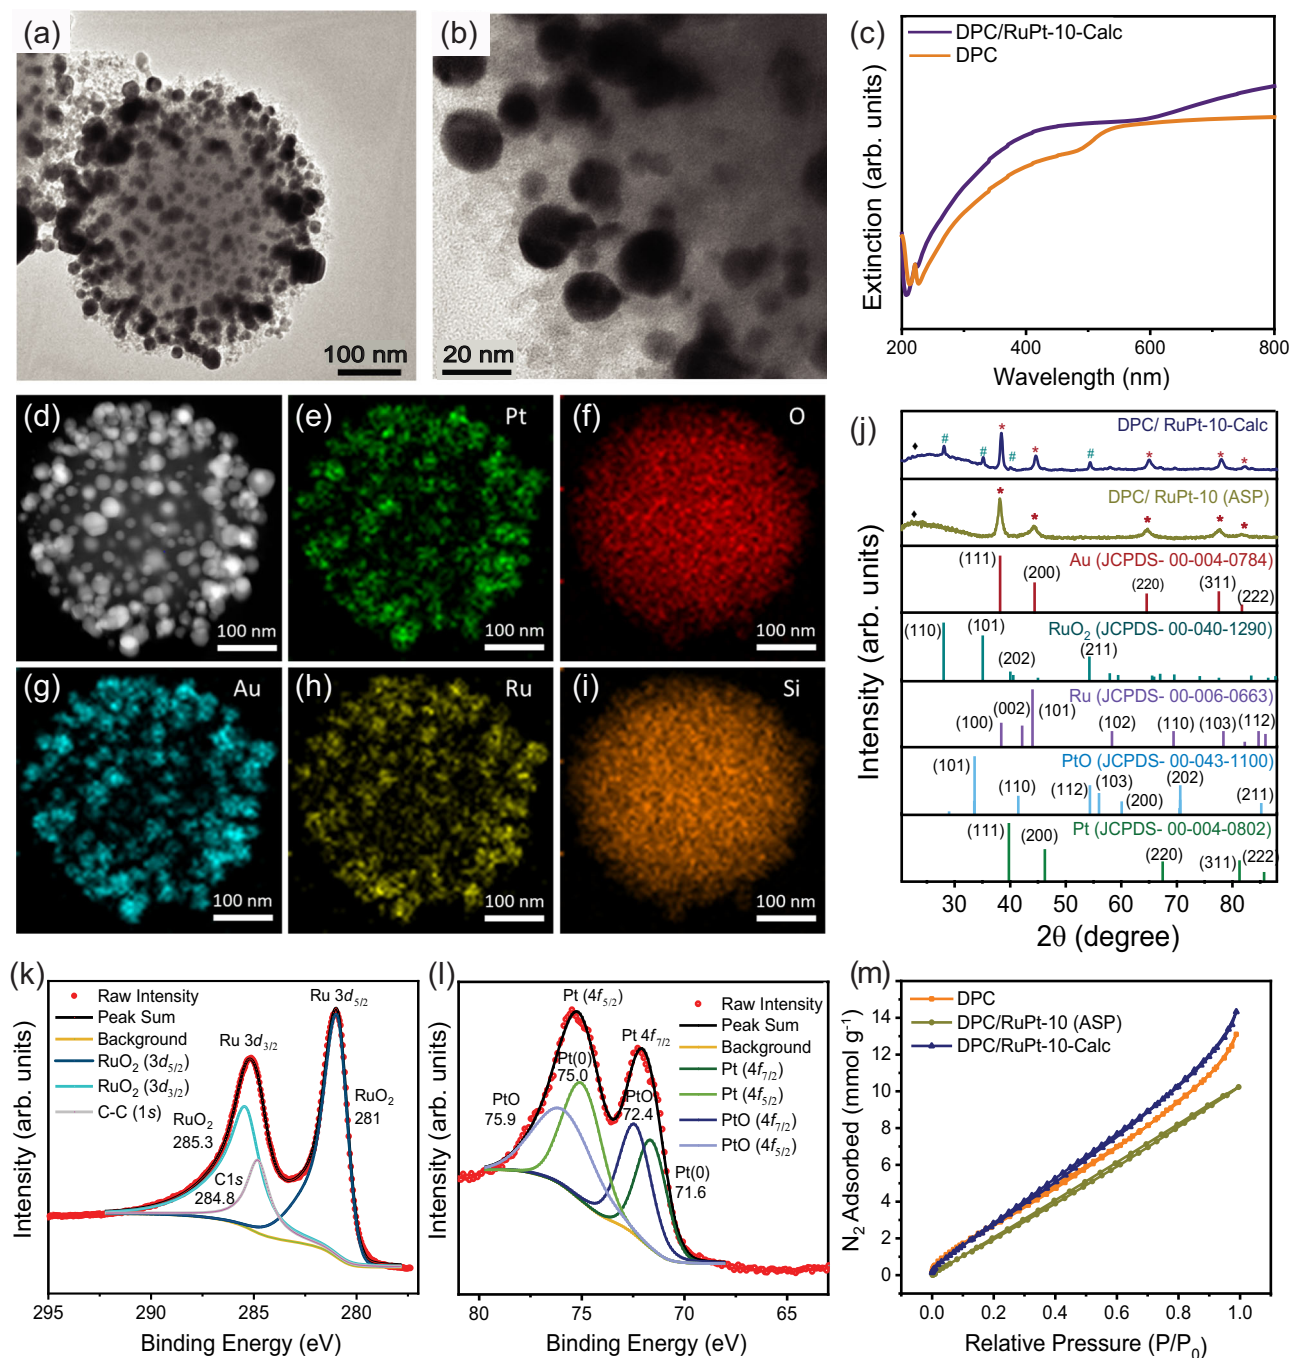 (a)
100 nm
(b)
20 nm
(c)
DPC/RuPt-10-Calc
DPC
Extinction (arb. units)
200 400 600 800
Wavelength (nm)
(d)
100 nm
(e) Pt
100 nm
(f) O
100 nm
(g) Au
100 nm
(h) Ru
100 nm
(i) Si
100 nm
(j)
DPC/ RuPt-10-Calc
♦ # # * # * # * * *
DPC/ RuPt-10 (ASP)
♦ * * * * *
Au (JCPDS- 00-004-0784)
(111) (200) (220) (311) (222)
RuO₂ (JCPDS- 00-040-1290)
(110) (101) (202) (211)
Ru (JCPDS- 00-006-0663)
(100) (002) (101) (102) (110) (103) (112)
PtO (JCPDS- 00-043-1100)
(101) (110) (112) (103) (200) (202) (211)
Pt (JCPDS- 00-004-0802)
(111) (200) (220) (311) (222)
Intensity (arb. units)
30 40 50 60 70 80
2θ (degree)
(k)
Raw Intensity
Peak Sum
Background
RuO₂ (3d₅/₂)
RuO₂ (3d₃/₂)
C-C (1s)
Ru 3d₅/₂
Ru 3d₃/₂
RuO₂
281
RuO₂
285.3
C1s
284.8
Intensity (arb. units)
295 290 285 280
Binding Energy (eV)
(l)
Pt (4f₅/₂)
Pt 4f₇/₂
Pt(0)
75.0
PtO
75.9
PtO
72.4
Pt(0)
71.6
Raw Intensity
Peak Sum
Background
Pt (4f₇/₂)
Pt (4f₅/₂)
PtO (4f₇/₂)
PtO (4f₅/₂)
Intensity (arb. units)
80 75 70 65
Binding Energy (eV)
(m)
DPC
DPC/RuPt-10 (ASP)
DPC/RuPt-10-Calc
N₂ Adsorbed (mmol g⁻¹)
14
12
10
8
6
4
2
0
0.0 0.2 0.4 0.6 0.8 1.0
Relative Pressure (P/P₀)